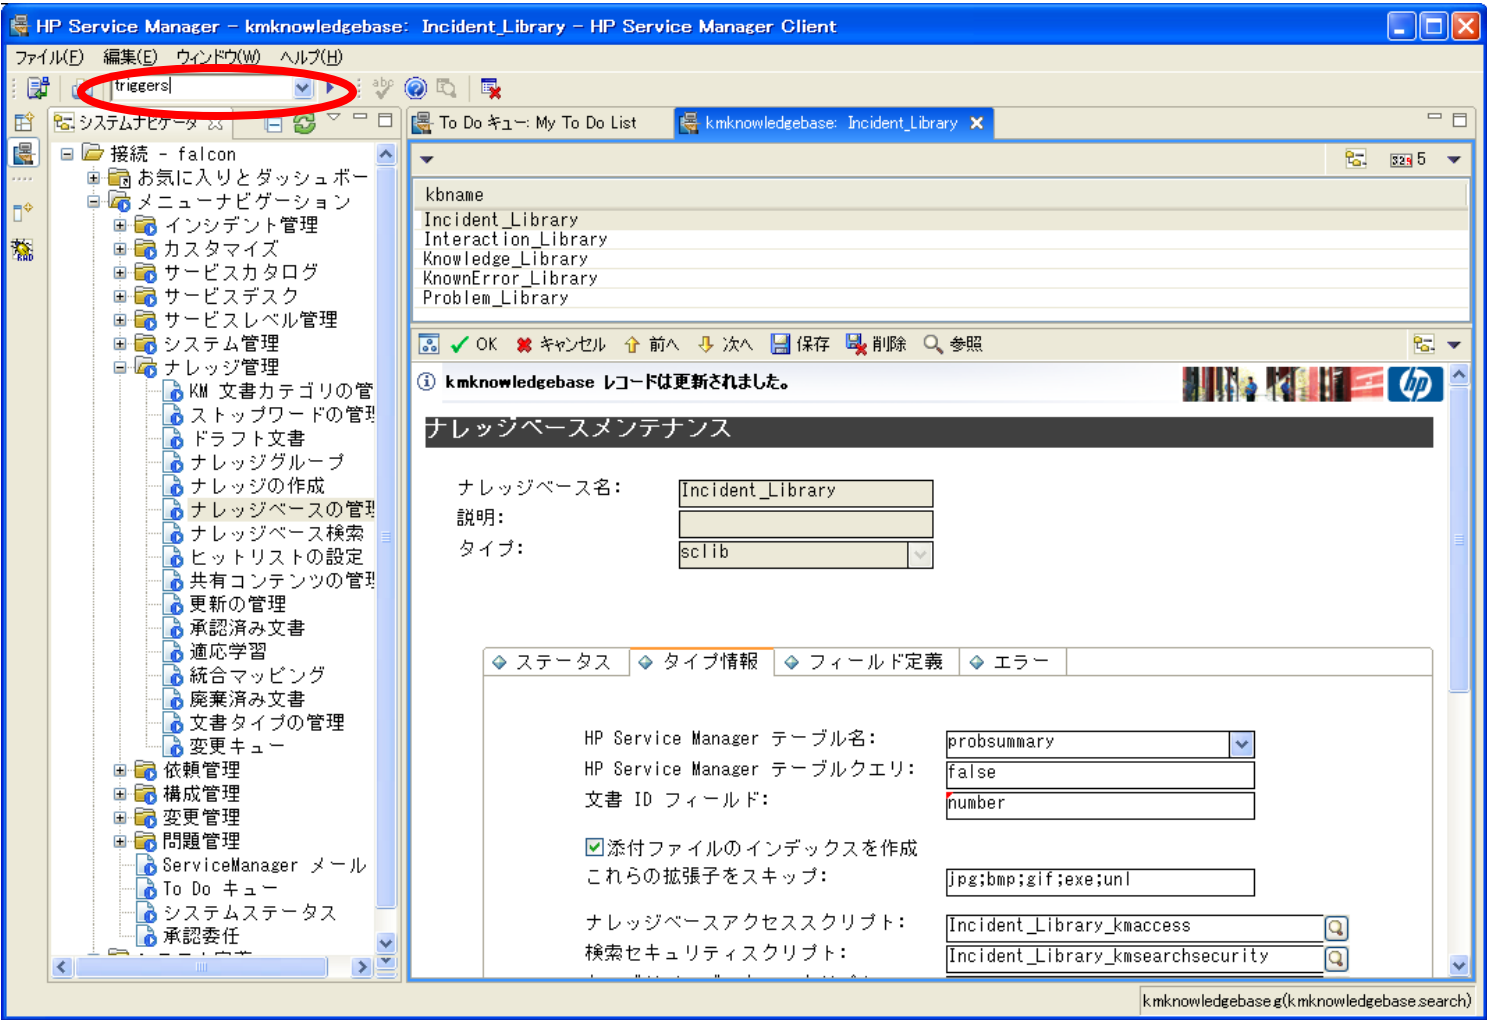 HP Service Manager - kmknowledgebase: Incident_Library - HP Service Manager Client
ファイル(F) 編集(E) ウィンドウ(W) ヘルプ(H)
triggers
システムナビゲータ
To Do キュー: My To Do List
kmknowledgebase: Incident_Library
接続 - falcon
お気に入りとダッシュボー
メニューナビゲーション
インシデント管理
カスタマイズ
サービスカタログ
サービスデスク
サービスレベル管理
システム管理
ナレッジ管理
KM 文書カテゴリの管
ストップワードの管理
ドラフト文書
ナレッジグループ
ナレッジの作成
ナレッジベースの管理
ナレッジベース検索
ヒットリストの設定
共有コンテンツの管理
更新の管理
承認済み文書
適応学習
統合マッピング
廃棄済み文書
文書タイプの管理
変更キュー
依頼管理
構成管理
変更管理
問題管理
ServiceManager メール
To Do キュー
システムステータス
承認委任
5
kbname
Incident_Library
Interaction_Library
Knowledge_Library
KnownError_Library
Problem_Library
OK キャンセル 前へ 次へ 保存 削除 参照
kmknowledgebase レコードは更新されました。
hp
ナレッジベースメンテナンス
ナレッジベース名: Incident_Library
説明:
タイプ: sclib
ステータス タイプ情報 フィールド定義 エラー
HP Service Manager テーブル名: probsummary
HP Service Manager テーブルクエリ: false
文書 ID フィールド: number
添付ファイルのインデックスを作成
これらの拡張子をスキップ: jpg;bmp;gif;exe;unl
ナレッジベースアクセススクリプト: Incident_Library_kmaccess
検索セキュリティスクリプト: Incident_Library_kmsearchsecurity
kmknowledgebase.g(kmknowledgebase.search)